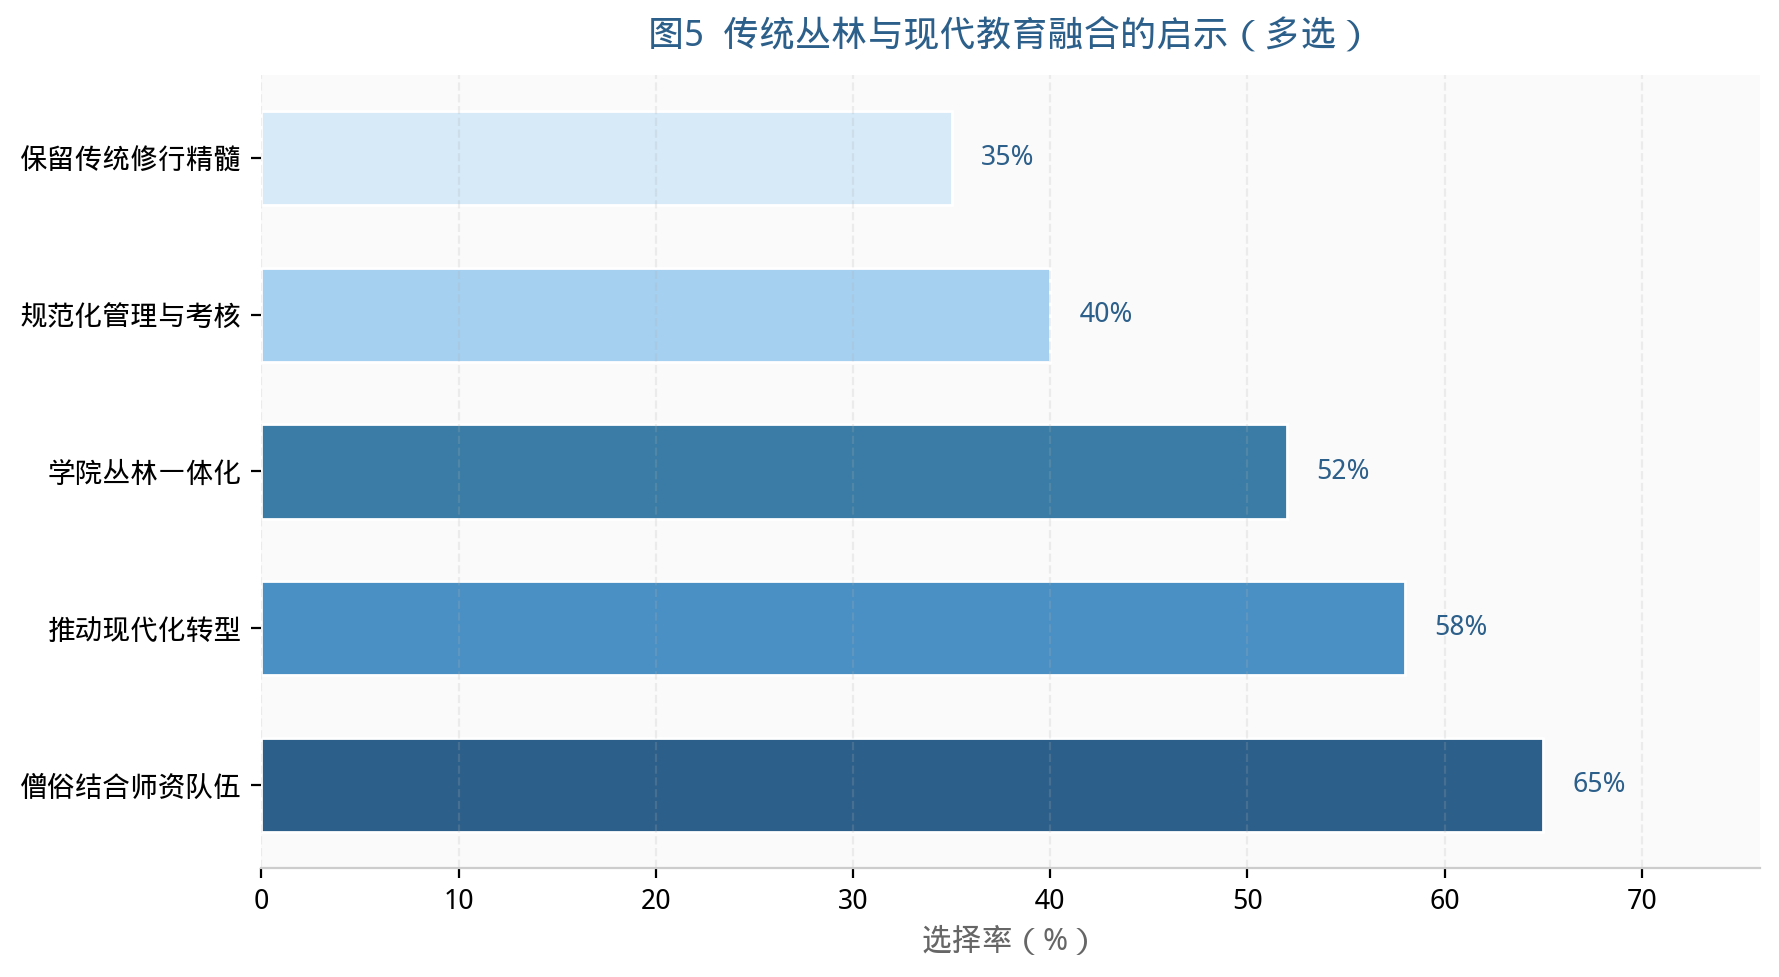 图5 传统丛林与现代教育融合的启示（多选）
保留传统修行精髓
35%
规范化管理与考核
40%
学院丛林一体化
52%
推动现代化转型
58%
僧俗结合师资队伍
65%
0 10 20 30 40 50 60 70
选择率（%）